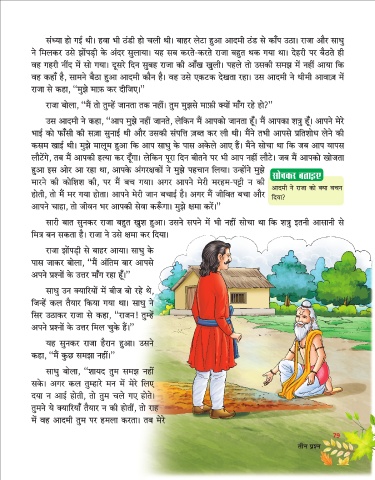 संध्या हो गई थी। हवा भी ठंडी हो चली थी। बाहर लेटा हुआ आदमी ठंड से काँप उठा। राजा और साधु
ने मिलकर उसे झोंपड़ी के अंदर सुलाया। यह सब करते-करते राजा बहुत थक गया था। देहरी पर बैठते ही
वह गहरी नींद में सो गया। दूसरे दिन सुबह राजा की आँख खुली। पहले तो उसकी समझ में नहीं आया कि
वह कहाँ है, सामने बैठा हुआ आदमी कौन है। वह उसे एकटक देखता रहा। उस आदमी ने धीमी आवाज़ में
राजा से कहा, "मुझे माफ़ कर दीजिए।"
राजा बोला, "मैं तो तुम्हें जानता तक नहीं। तुम मुझसे माफ़ी क्यों माँग रहे हो?"
उस आदमी ने कहा, "आप मुझे नहीं जानते, लेकिन मैं आपको जानता हूँ। मैं आपका शत्रु हूँ। आपने मेरे
भाई को फाँसी की सज़ा सुनाई थी और उसकी संपत्ति ज़ब्त कर ली थी। मैंने तभी आपसे प्रतिशोध लेने की
कसम खाई थी। मुझे मालूम हुआ कि आप साधु के पास अकेले आए हैं। मैंने सोचा था कि जब आप वापस
लौटेंगे, तब मैं आपकी हत्या कर दूँगा। लेकिन पूरा दिन बीतने पर भी आप नहीं लौटे। जब मैं आपको खोजता
हुआ इस ओर आ रहा था, आपके अंगरक्षकों ने मुझे पहचान लिया। उन्होंने मुझे
मारने की कोशिश की, पर मैं बच गया। अगर आपने मेरी मरहम-पट्टी न की
होती, तो मैं मर गया होता। आपने मेरी जान बचाई है। अगर मैं जीवित बचा और
आपने चाहा, तो जीवन भर आपकी सेवा करूँगा। मुझे क्षमा करें।"
सोचकर बताइए
आदमी ने राजा को क्या वचन
दिया?
सारी बात सुनकर राजा बहुत खुश हुआ। उसने सपने में भी नहीं सोचा था कि शत्रु इतनी आसानी से
मित्र बन सकता है। राजा ने उसे क्षमा कर दिया।
राजा झोंपड़ी से बाहर आया। साधु के
पास जाकर बोला, "मैं अंतिम बार आपसे
अपने प्रश्नों के उत्तर माँग रहा हूँ।"
साधु उन क्यारियों में बीज बो रहे थे,
जिन्हें कल तैयार किया गया था। साधु ने
सिर उठाकर राजा से कहा, "राजन! तुम्हें
अपने प्रश्नों के उत्तर मिल चुके हैं।"
यह सुनकर राजा हैरान हुआ। उसने
कहा, "मैं कुछ समझा नहीं।"
साधु बोला, "शायद तुम समझ नहीं
सके। अगर कल तुम्हारे मन में मेरे लिए
दया न आई होती, तो तुम चले गए होते।
तुमने ये क्यारियाँ तैयार न की होतीं, तो राह
में वह आदमी तुम पर हमला करता। तब मेरे
तीन प्रश्न